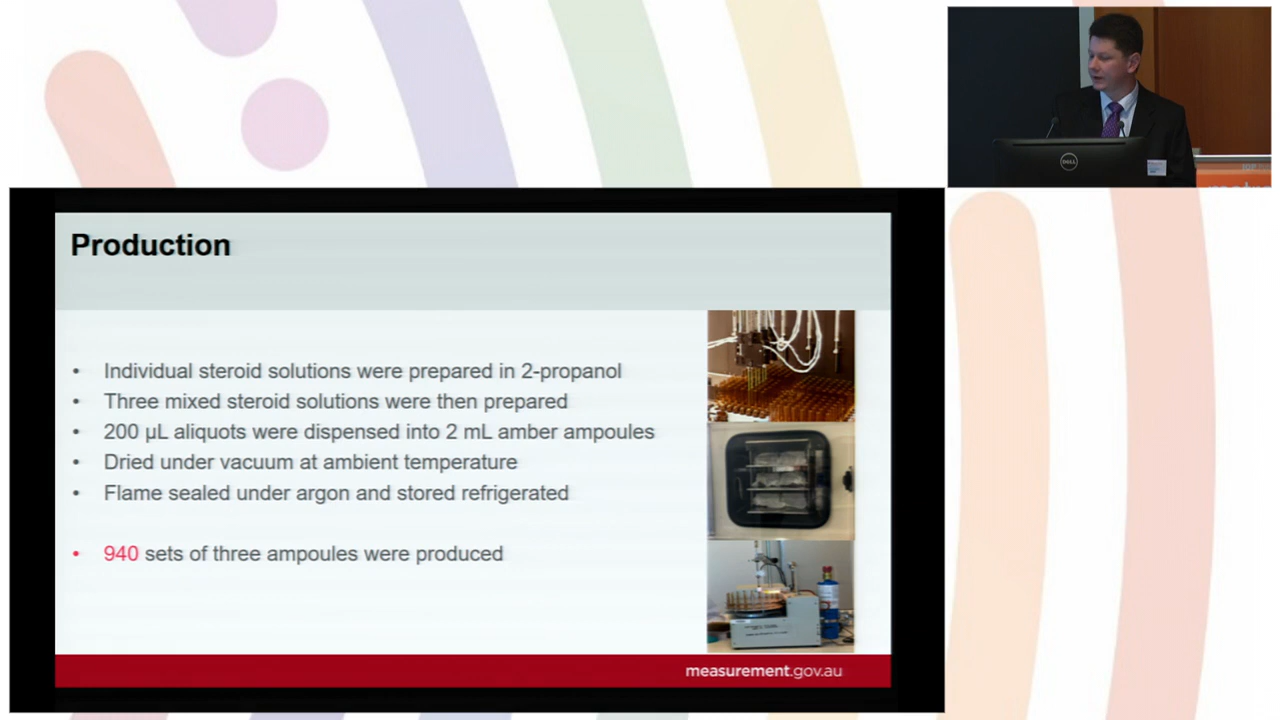 DELL
Production
• Individual steroid solutions were prepared in 2-propanol
• Three mixed steroid solutions were then prepared
• 200 µL aliquots were dispensed into 2 mL amber ampoules
• Dried under vacuum at ambient temperature
• Flame sealed under argon and stored refrigerated
• 940 sets of three ampoules were produced
measurement.gov.au